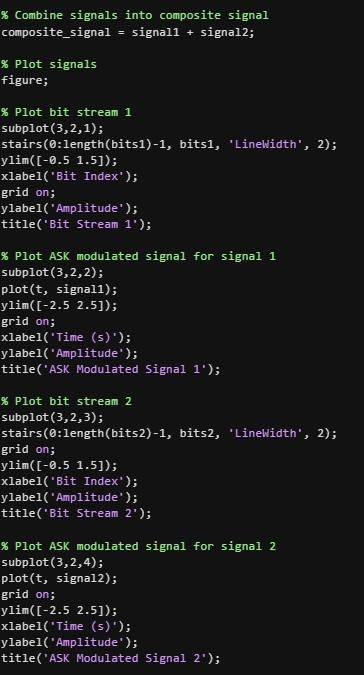 % Combine signals into composite signal
composite_signal = signal1 + signal2;
% Plot signals
figure;
% Plot bit stream 1
subplot(3,2,1);
stairs(0:length(bits1)-1, bits1, 'LineWidth', 2);
ylim([-0.5 1.5]);
xlabel('Bit Index');
grid on;
ylabel('Amplitude');
title('Bit Stream 1');
% Plot ASK modulated signal for signal 1
subplot(3,2,2);
plot(t, signal1);
ylim([-2.5 2.5]);
grid on;
xlabel('Time (s)');
ylabel('Amplitude');
title('ASK Modulated Signal 1');
% Plot bit stream 2
subplot(3,2,3);
stairs(0:length(bits2)-1, bits2, 'LineWidth', 2);
grid on;
ylim([-0.5 1.5]);
xlabel('Bit Index');
ylabel('Amplitude');
title('Bit Stream 2');
% Plot ASK modulated signal for signal 2
subplot(3,2,4);
plot(t, signal2);
grid on;
ylim([-2.5 2.5]);
xlabel('Time (s)');
ylabel('Amplitude');
title('ASK Modulated Signal 2');